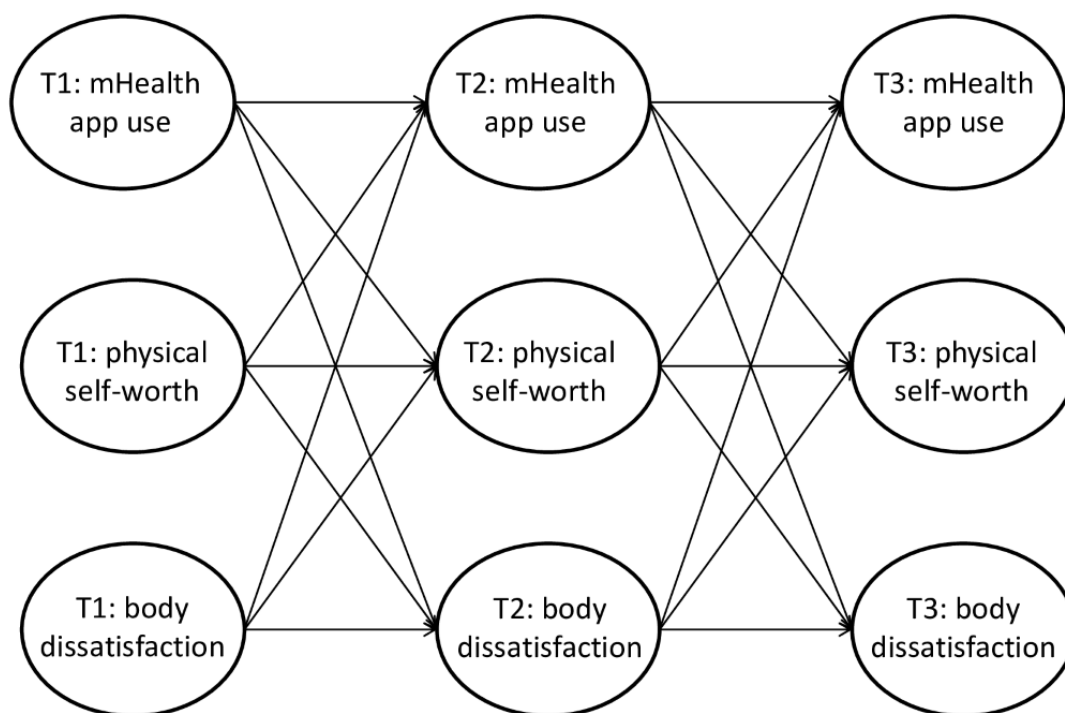 T1: mHealth
app use
T2: mHealth
app use
T3: mHealth
app use
T1: physical
self-worth
T2: physical
self-worth
T3: physical
self-worth
T1: body
dissatisfaction
T2: body
dissatisfaction
T3: body
dissatisfaction